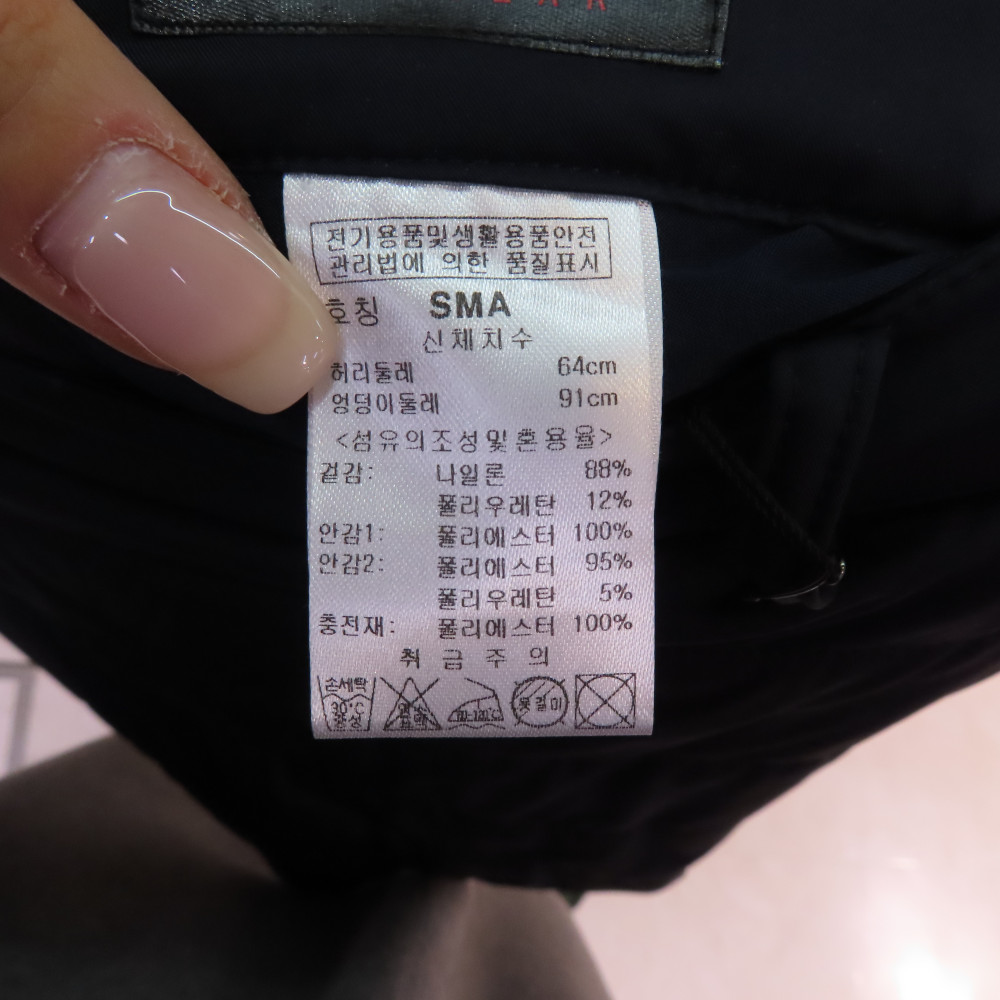 전기용품및생활용품안전
관리법에 의한 품질표시
호칭 SMA
신체치수
허리둘레 64cm
엉덩이둘레 91cm
<섬유의조성및혼용율>
겉감: 나일론 88%
폴리우레탄 12%
안감1: 폴리에스터 100%
안감2: 폴리에스터 95%
폴리우레탄 5%
충전재: 폴리에스터 100%
취급주의
손세탁 옷걸이
30°C
중성